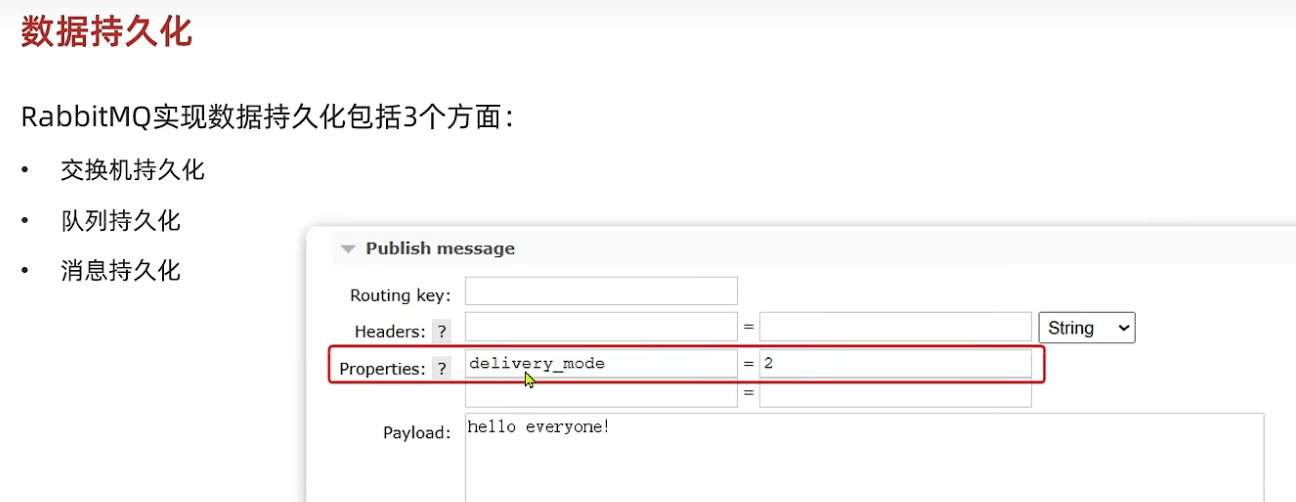 数据持久化
RabbitMQ实现数据持久化包括3个方面：
• 交换机持久化
• 队列持久化
• 消息持久化
Publish message
Routing key:
Headers: ? = String
Properties: ? delivery_mode = 2
=
Payload: hello everyone!